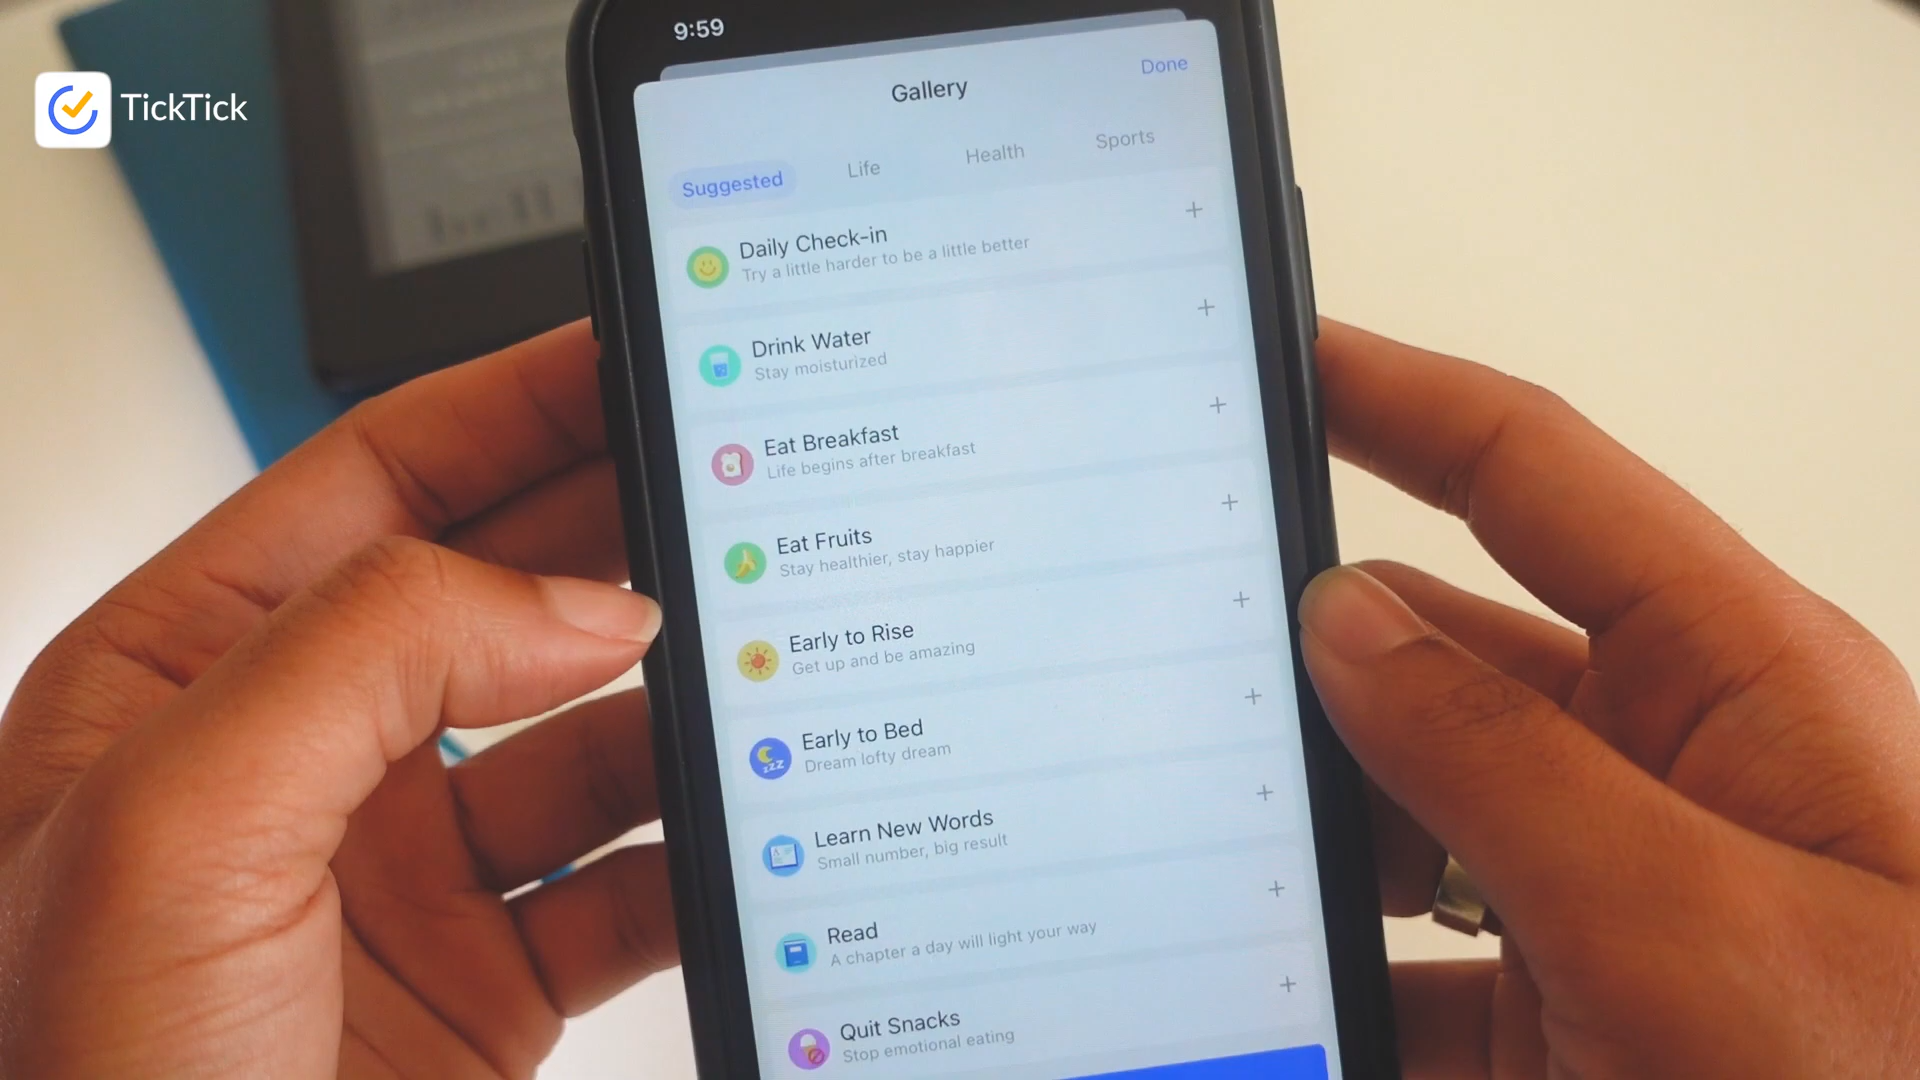 9:59
TickTick
Gallery
Done
Suggested
Life
Health
Sports
Daily Check-in
Try a little harder to be a little better
Drink Water
Stay moisturized
Eat Breakfast
Life begins after breakfast
Eat Fruits
Stay healthier, stay happier
Early to Rise
Get up and be amazing
Early to Bed
Dream lofty dream
zzz
Learn New Words
Small number, big result
Read
A chapter a day will light your way
Quit Snacks
Stop emotional eating